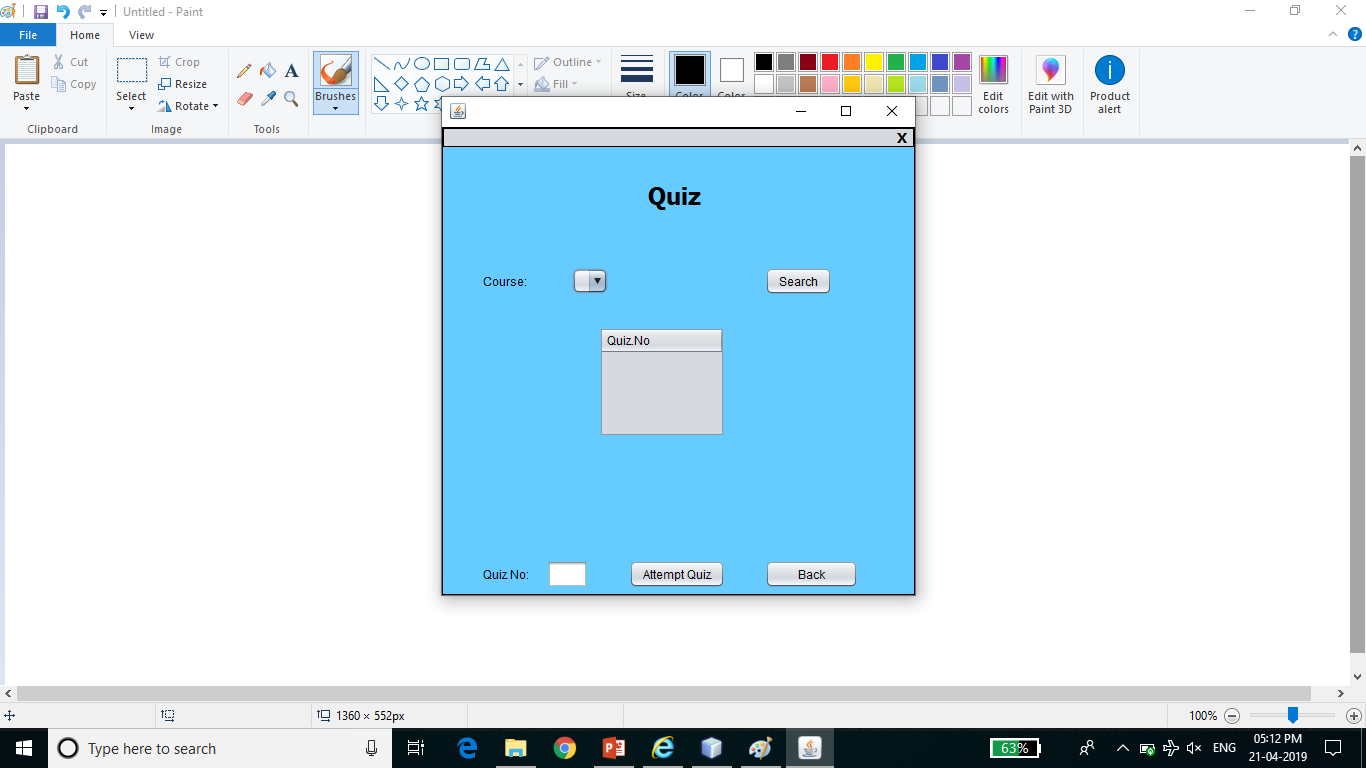 Untitled - Paint
File
Home
View
Paste
Cut
Copy
Clipboard
Select
Crop
Resize
Rotate
Image
A
Tools
Brushes
Outline
Fill
Size
Color
Color
Edit
colors
Edit with
Paint 3D
Product
alert
X
Quiz
Course:
Search
Quiz.No
Quiz No:
Attempt Quiz
Back
1360 × 552px
100%
Type here to search
63%
ENG
05:12 PM
21-04-2019